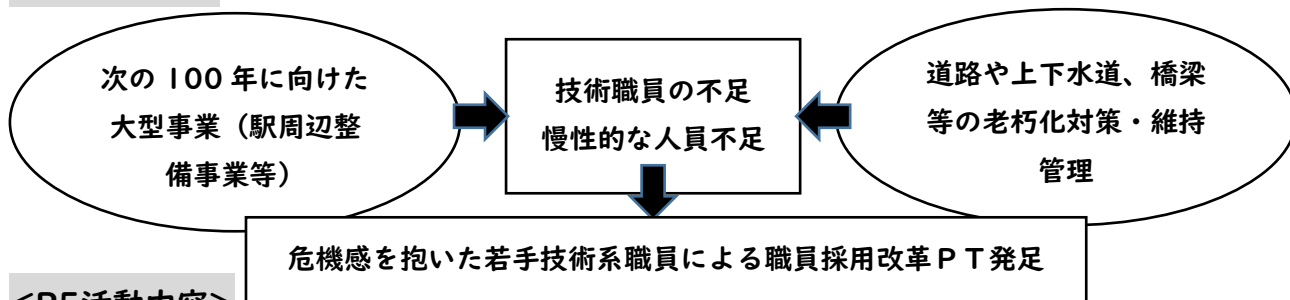 次の100年に向けた
大型事業（駅周辺整
備事業等）
技術職員の不足
慢性的な人員不足
道路や上下水道、橋梁
等の老朽化対策・維持
管理
危機感を抱いた若手技術系職員による職員採用改革ＰＴ発足